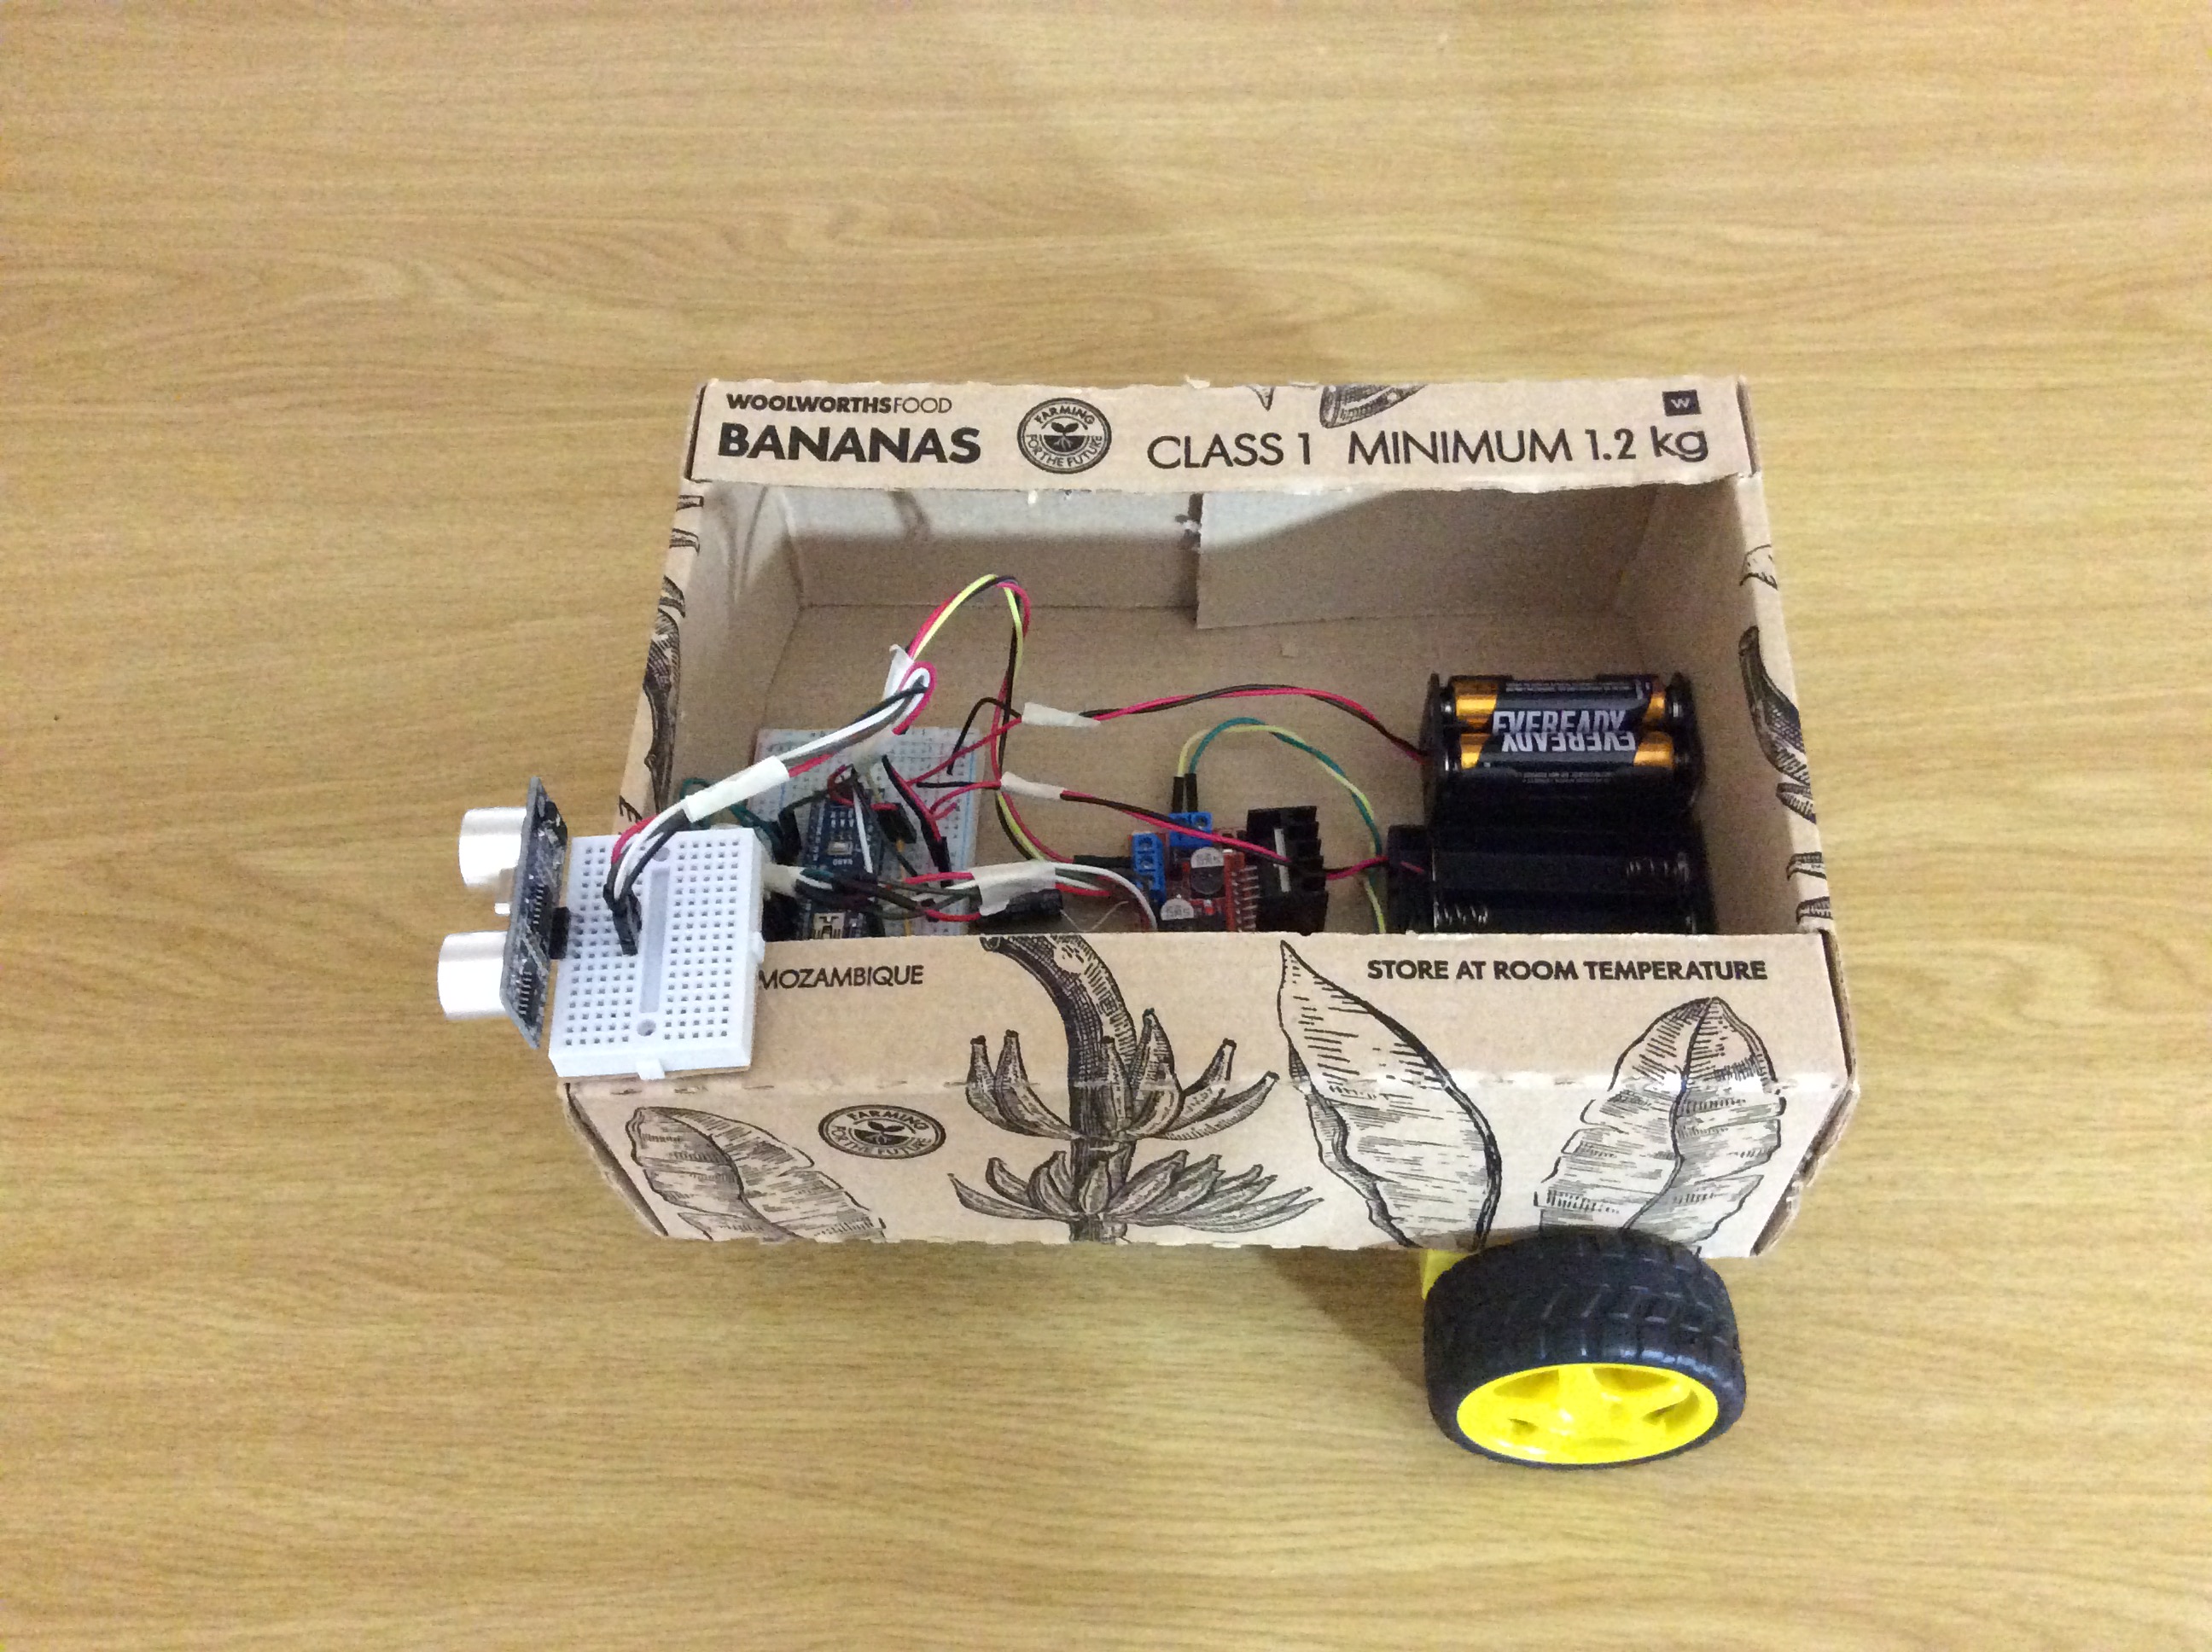 WOOLWORTHSFOOD
BANANAS
FARMING
FOR THE FUTURE
CLASS 1 MINIMUM 1.2 kg
W
EVEREADY
EVEREADY
MOZAMBIQUE
STORE AT ROOM TEMPERATURE
FARMING
FOR THE FUTURE